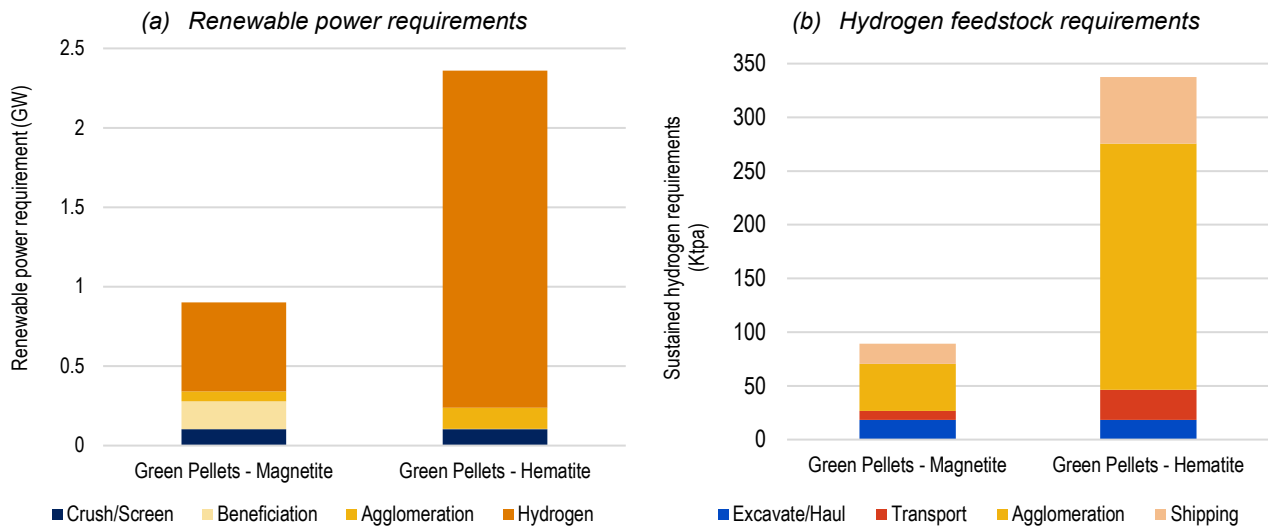 (a) Renewable power requirements
Renewable power requirement (GW)
2.5
2
1.5
1
0.5
0
Green Pellets - Magnetite
Green Pellets - Hematite
Crush/Screen
Beneficiation
Agglomeration
Hydrogen
(b) Hydrogen feedstock requirements
Sustained hydrogen requirements
(Ktpa)
350
300
250
200
150
100
50
0
Green Pellets - Magnetite
Green Pellets - Hematite
Excavate/Haul
Transport
Agglomeration
Shipping